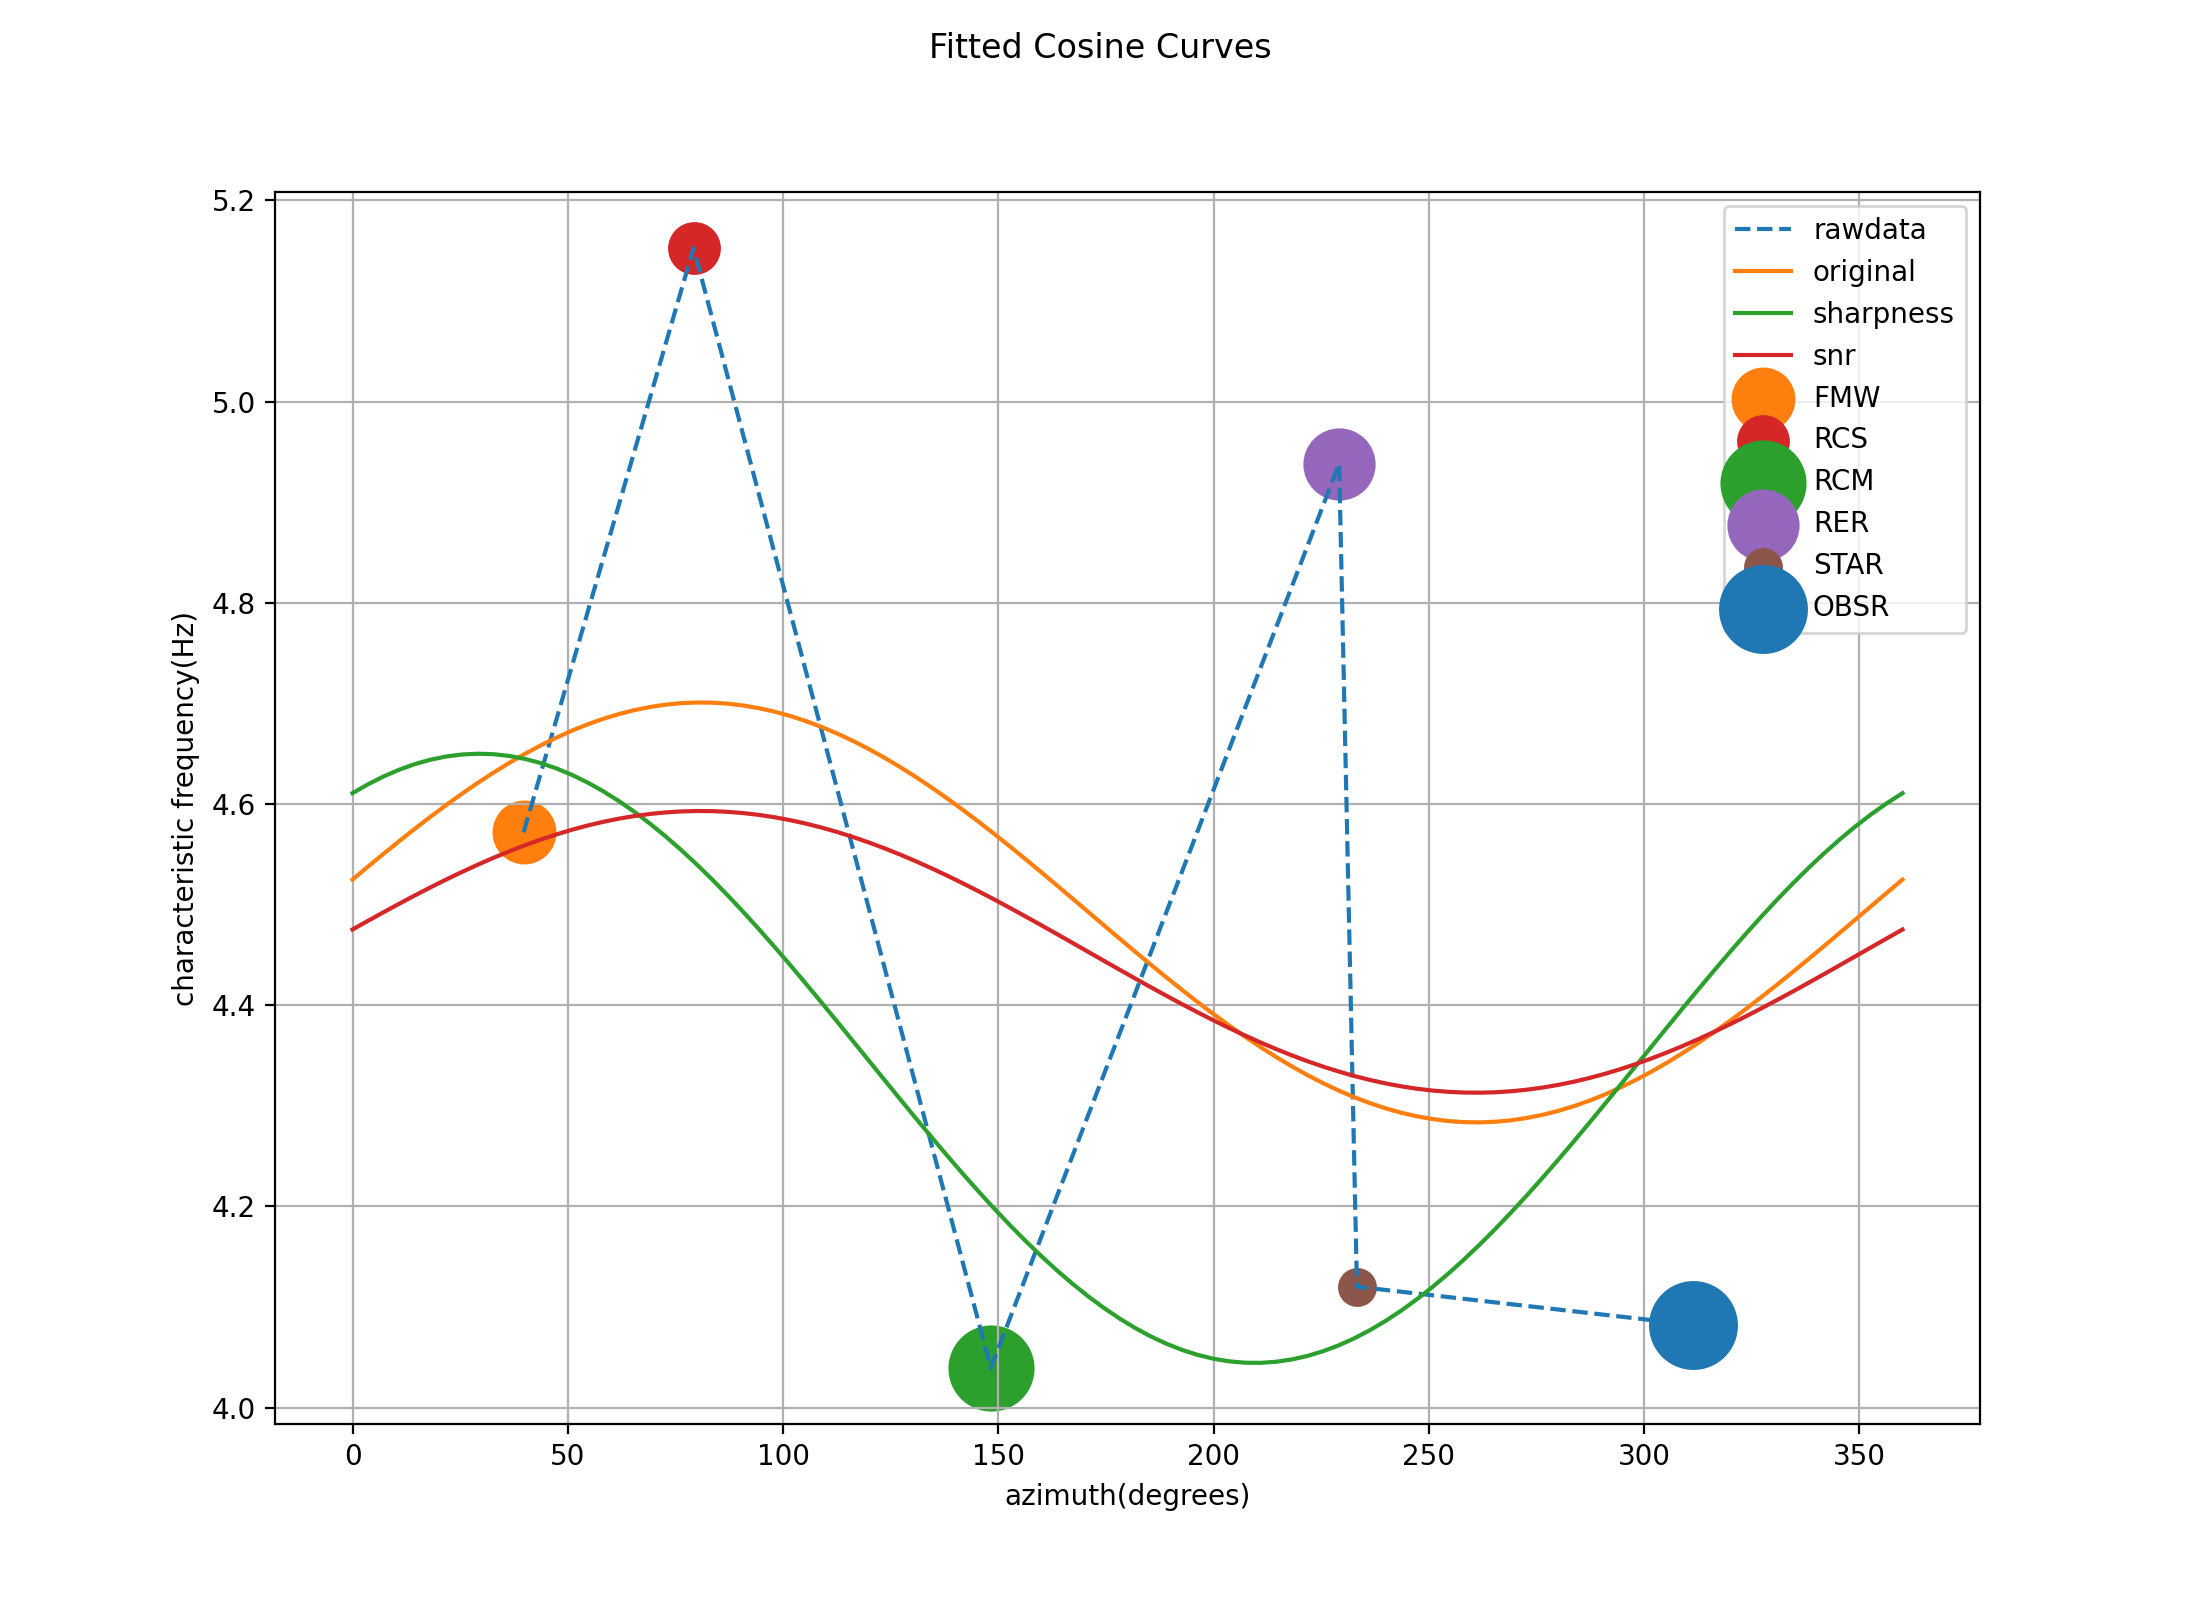 Fitted Cosine Curves
5.2
5.0
4.8
4.6
4.4
4.2
4.0
characteristic frequency(Hz)
rawdata
original
sharpness
snr
FMW
RCS
RCM
RER
STAR
OBSR
0 50 100 150 200 250 300 350
azimuth(degrees)